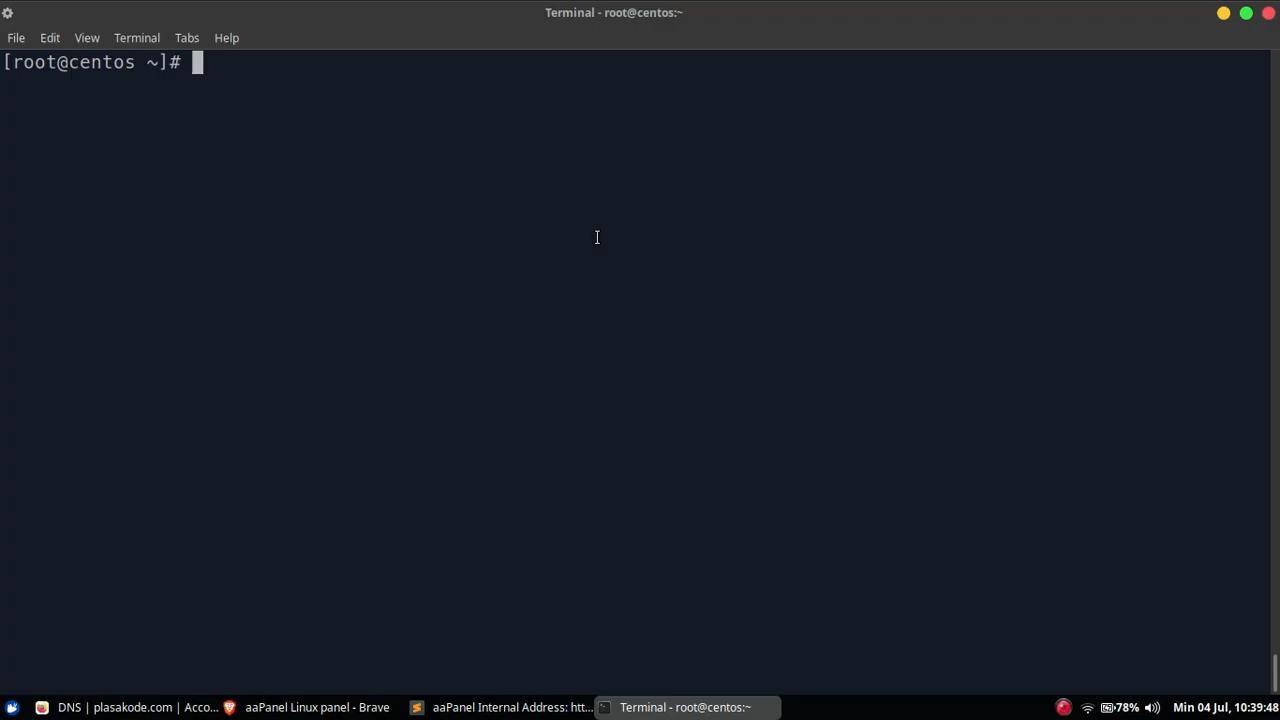 Terminal - root@centos:~
File Edit View Terminal Tabs Help
[root@centos ~]#
DNS | plasakode.com | Acco... aaPanel Linux panel - Brave aaPanel Internal Address: htt... Terminal - root@centos:~ 78% Min 04 Jul, 10:39:48